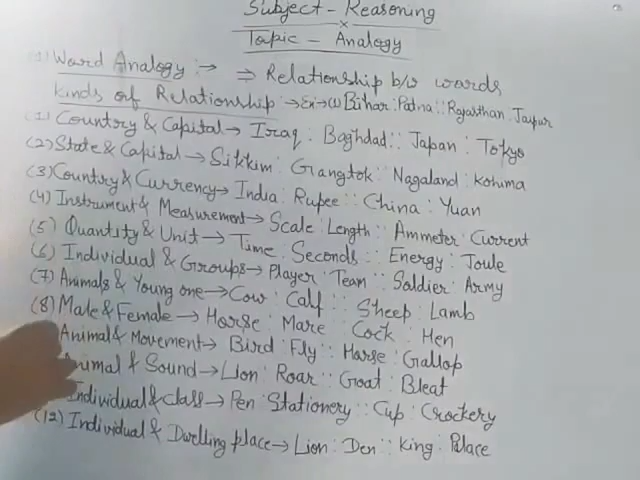 Subject - Reasoning
×
Topic - Analogy
(1) Word Analogy :→ ⇒ Relationship b/w words
Kinds of Relationship → Ex→(1) Bihar : Patna :: Rajasthan : Jaipur
(1) Country & Capital → Iraq : Baghdad :: Japan : Tokyo
(2) State & Capital → Sikkim : Gangtok :: Nagaland : Kohima
(3) Country & Currency → India : Rupee :: China : Yuan
(4) Instrument & Measurement → Scale : Length :: Ammeter : Current
(5) Quantity & Unit → Time : Seconds :: Energy : Joule
(6) Individual & Groups → Player : Team :: Soldier : Army
(7) Animals & Young one → Cow : Calf :: Sheep : Lamb
(8) Male & Female → Horse : Mare :: Cock : Hen
Animal & Movement → Bird : Fly :: Horse : Gallop
Animal & Sound → Lion : Roar :: Goat : Bleat
Individual & class → Pen : Stationery :: Cup : Crockery
(12) Individual & Dwelling place → Lion : Den :: King : Palace